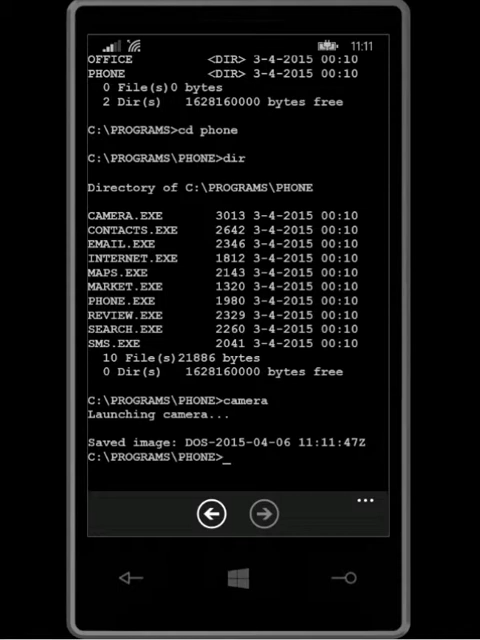 11:11
OFFICE <DIR> 3-4-2015 00:10
PHONE <DIR> 3-4-2015 00:10
0 File(s)0 bytes
2 Dir(s) 1628160000 bytes free
C:\PROGRAMS>cd phone
C:\PROGRAMS\PHONE>dir
Directory of C:\PROGRAMS\PHONE
CAMERA.EXE 3013 3-4-2015 00:10
CONTACTS.EXE 2642 3-4-2015 00:10
EMAIL.EXE 2346 3-4-2015 00:10
INTERNET.EXE 1812 3-4-2015 00:10
MAPS.EXE 2143 3-4-2015 00:10
MARKET.EXE 1320 3-4-2015 00:10
PHONE.EXE 1980 3-4-2015 00:10
REVIEW.EXE 2329 3-4-2015 00:10
SEARCH.EXE 2260 3-4-2015 00:10
SMS.EXE 2041 3-4-2015 00:10
10 File(s)21886 bytes
0 Dir(s) 1628160000 bytes free
C:\PROGRAMS\PHONE>camera
Launching camera...
Saved image: DOS-2015-04-06 11:11:47Z
C:\PROGRAMS\PHONE>_